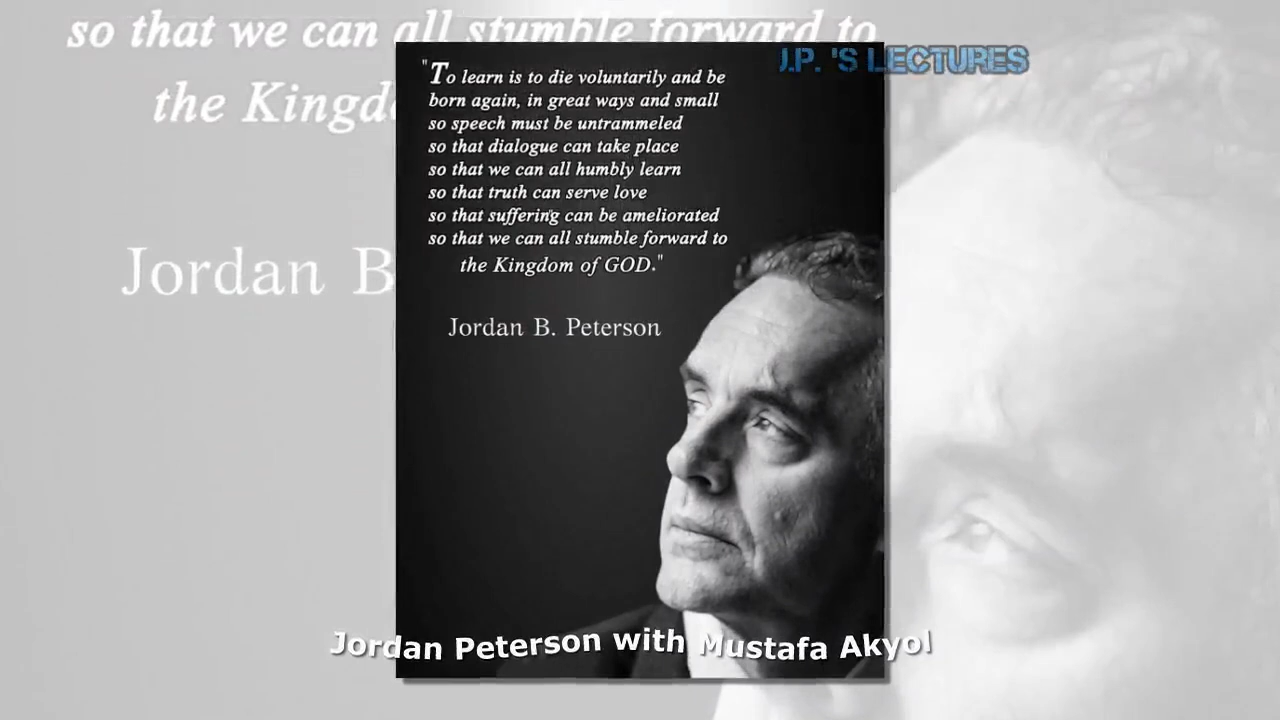 so that we can all stumble forward to
the Kingd
Jordan B
J.P. 'S LECTURES
"To learn is to die voluntarily and be
born again, in great ways and small
so speech must be untrammeled
so that dialogue can take place
so that we can all humbly learn
so that truth can serve love
so that suffering can be ameliorated
so that we can all stumble forward to
the Kingdom of GOD."
Jordan B. Peterson
Jordan Peterson with Mustafa Akyol